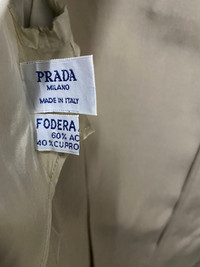 PRADA
MILANO
MADE IN ITALY
FODERA
60% AC
40% CUPRO